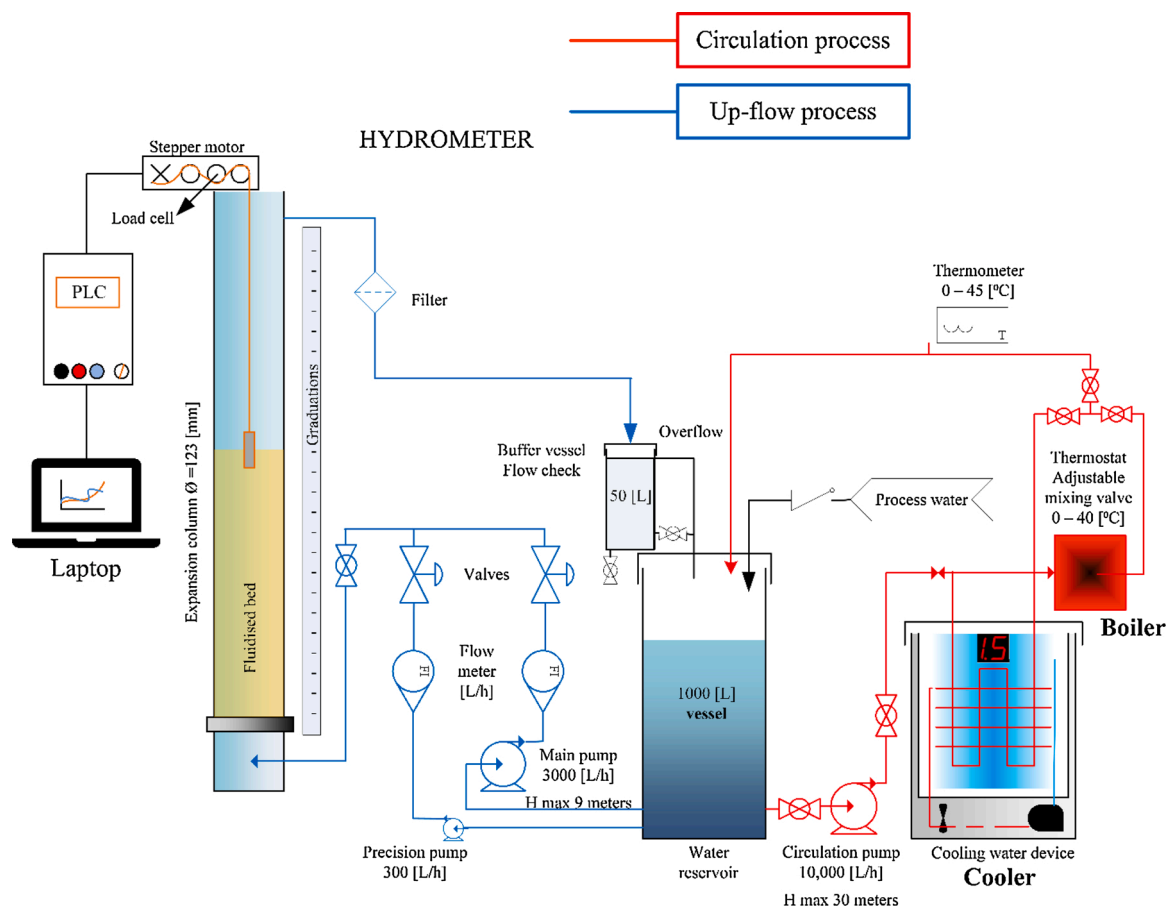 Circulation process
Up-flow process
HYDROMETER
Stepper motor
Load cell
PLC
Laptop
Expansion column Ø =123 [mm]
Fluidised bed
Graduations
Filter
Buffer vessel
Flow check
Overflow
50 [L]
Process water
Thermometer
0 – 45 [ºC]
T
Thermostat
Adjustable
mixing valve
0 – 40 [ºC]
Boiler
Valves
Flow
meter
[L/h]
FI
FI
Main pump
3000 [L/h]
H max 9 meters
Precision pump
300 [L/h]
1000 [L]
vessel
Water
reservoir
Circulation pump
10,000 [L/h]
H max 30 meters
1.5
Cooling water device
Cooler